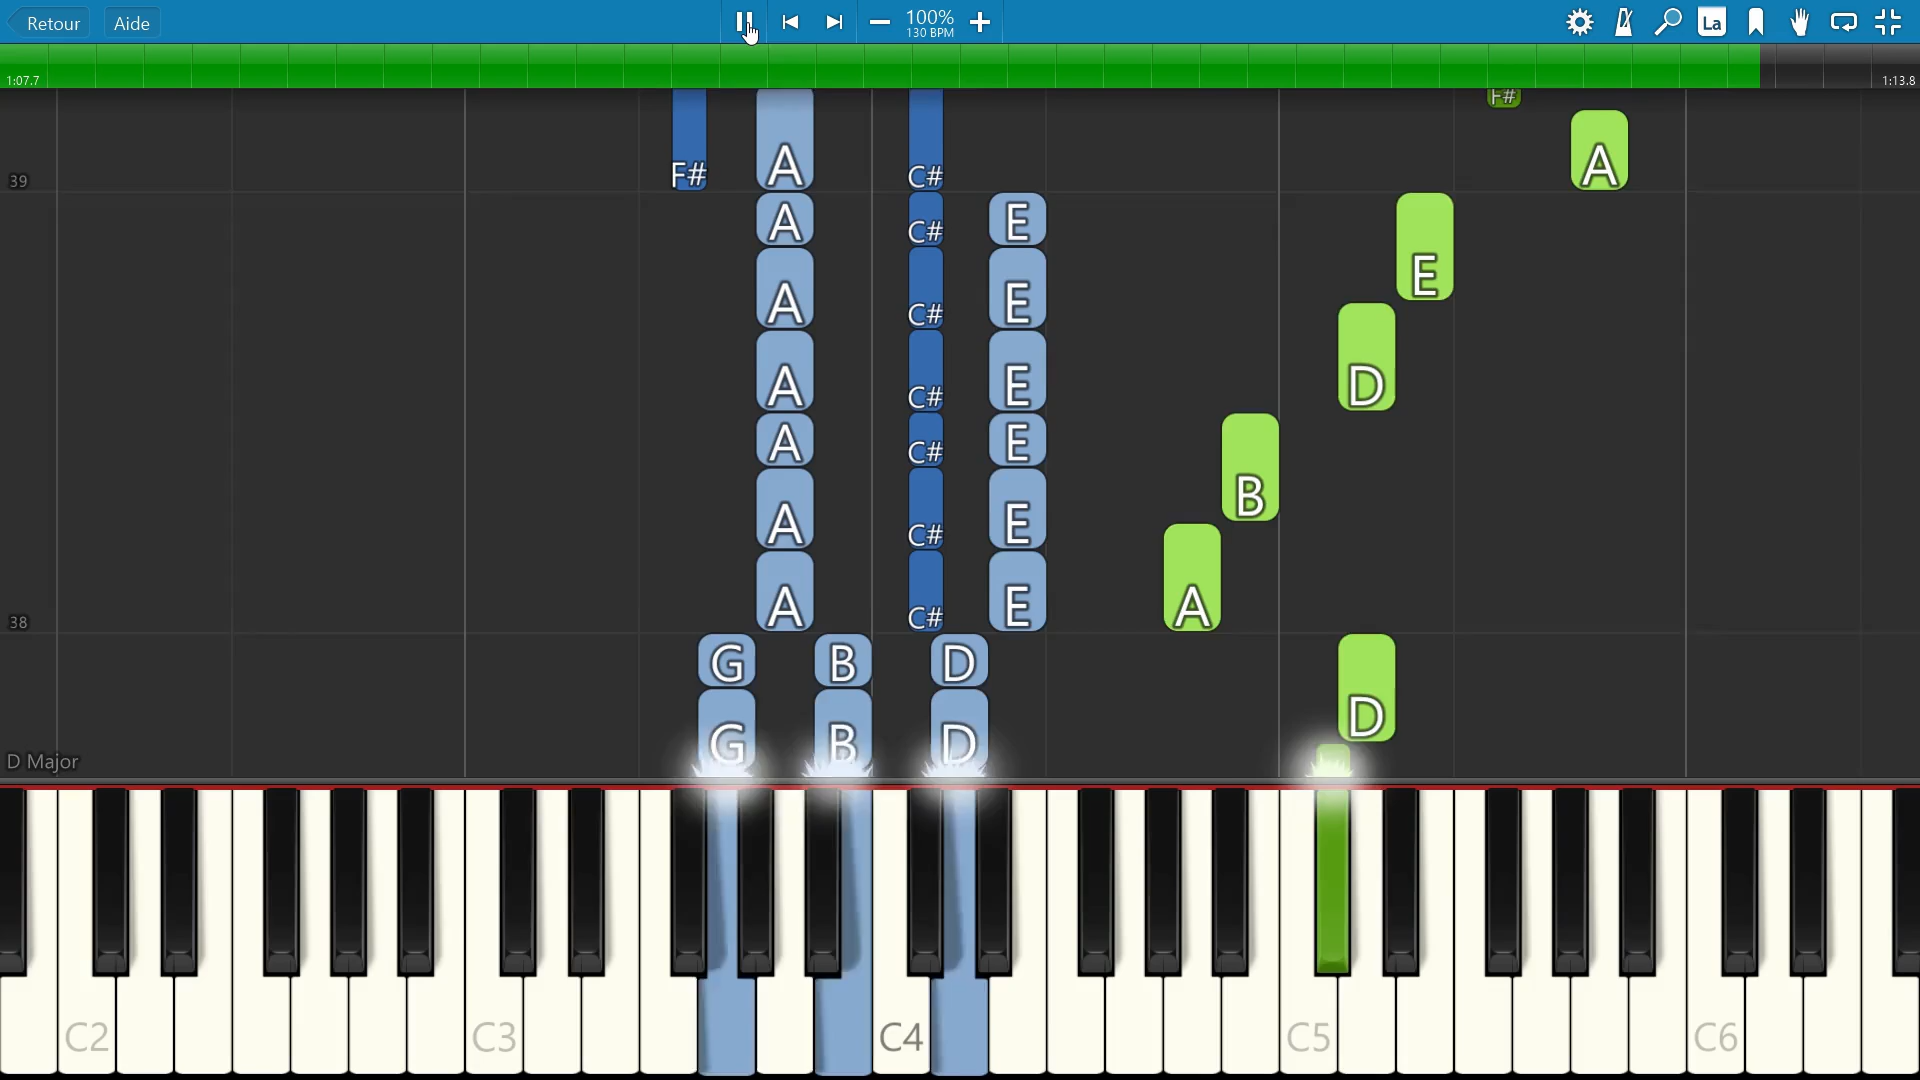 Retour Aide 100% La
130 BPM
1:07.7 1:13.8
F#
F# A C# A
39
A C# E
E
A C# E
A C# E D
A C# E
B
A C# E
A C# E A
38
G B D
D
G B D
D Major
C2 C3 C4 C5 C6